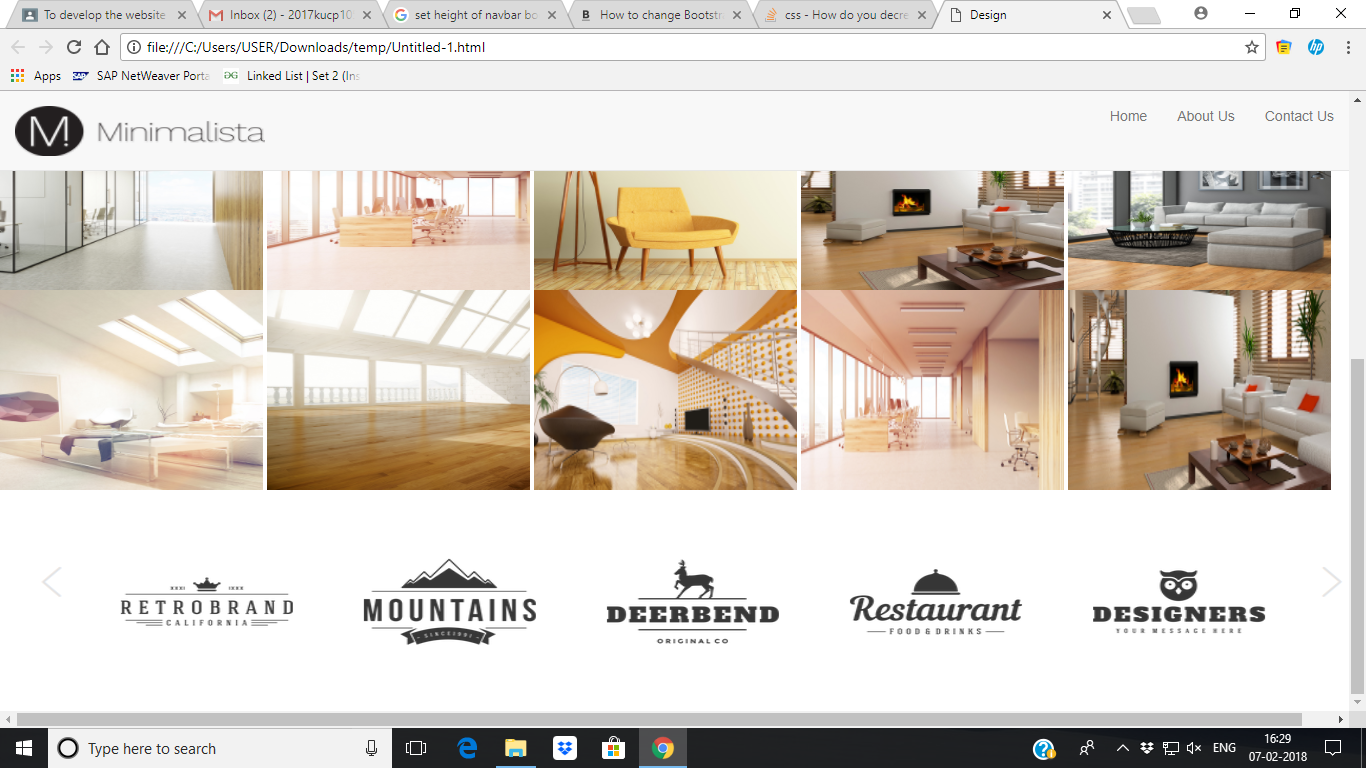 To develop the website
Inbox (2) - 2017kucp10
set height of navbar bo
How to change Bootstr
css - How do you decre
Design
file:///C:/Users/USER/Downloads/temp/Untitled-1.html
Apps
SAP NetWeaver Porta
Linked List | Set 2 (Ins
M!
Minimalista
Home
About Us
Contact Us
RETROBRAND
CALIFORNIA
MOUNTAINS
SINCE1991
DEERBEND
ORIGINAL CO
Restaurant
FOOD & DRINKS
DESIGNERS
YOUR MESSAGE HERE
Type here to search
ENG
16:29
07-02-2018